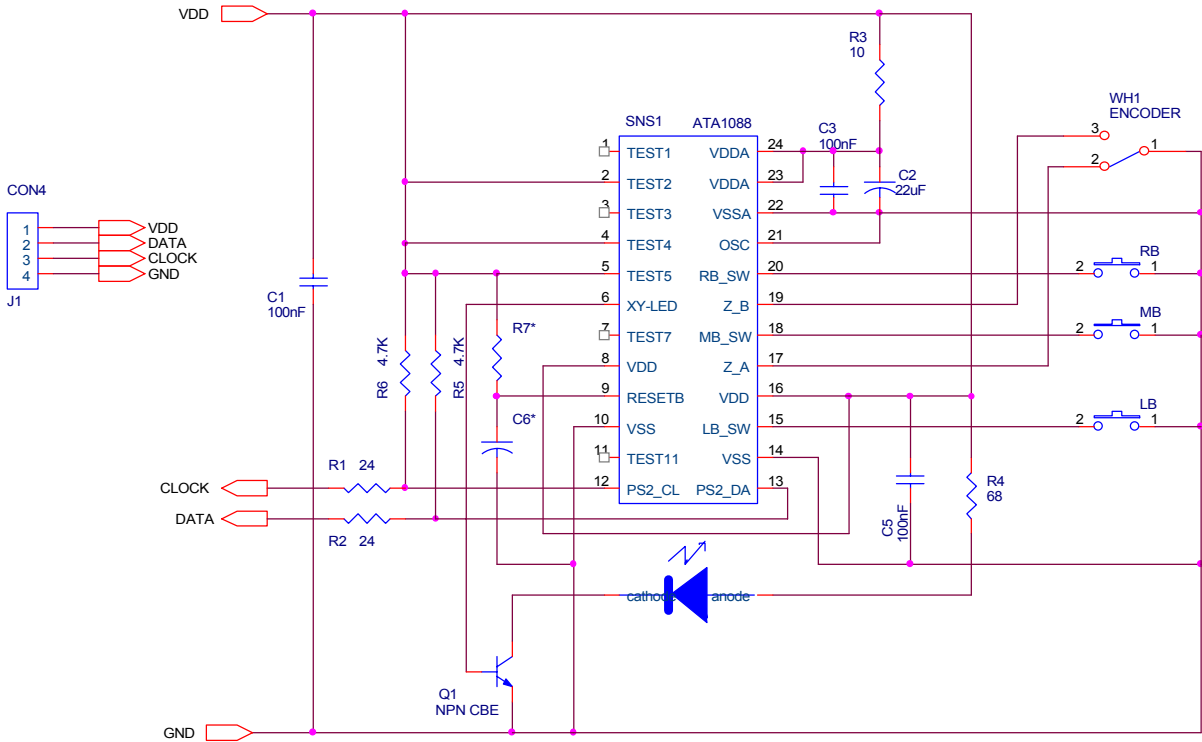 VDD
R3
10
WH1
ENCODER
SNS1
ATA1088
C3
100nF
3
1
2
1
TEST1
VDDA
24
C2
22uF
2
TEST2
VDDA
23
CON4
3
TEST3
VSSA
22
1
VDD
2
DATA
3
CLOCK
4
GND
J1
4
TEST4
OSC
21
RB
5
TEST5
RB_SW
20
2
1
C1
100nF
6
XY-LED
Z_B
19
MB
R7*
7
TEST7
MB_SW
18
2
1
R6 4.7K
R5 4.7K
8
VDD
Z_A
17
9
RESETB
VDD
16
LB
C6*
10
VSS
LB_SW
15
2
1
11
TEST11
VSS
14
R1 24
CLOCK
12
PS2_CL
PS2_DA
13
R4
68
C5
100nF
DATA
R2 24
cathode
anode
Q1
NPN CBE
GND